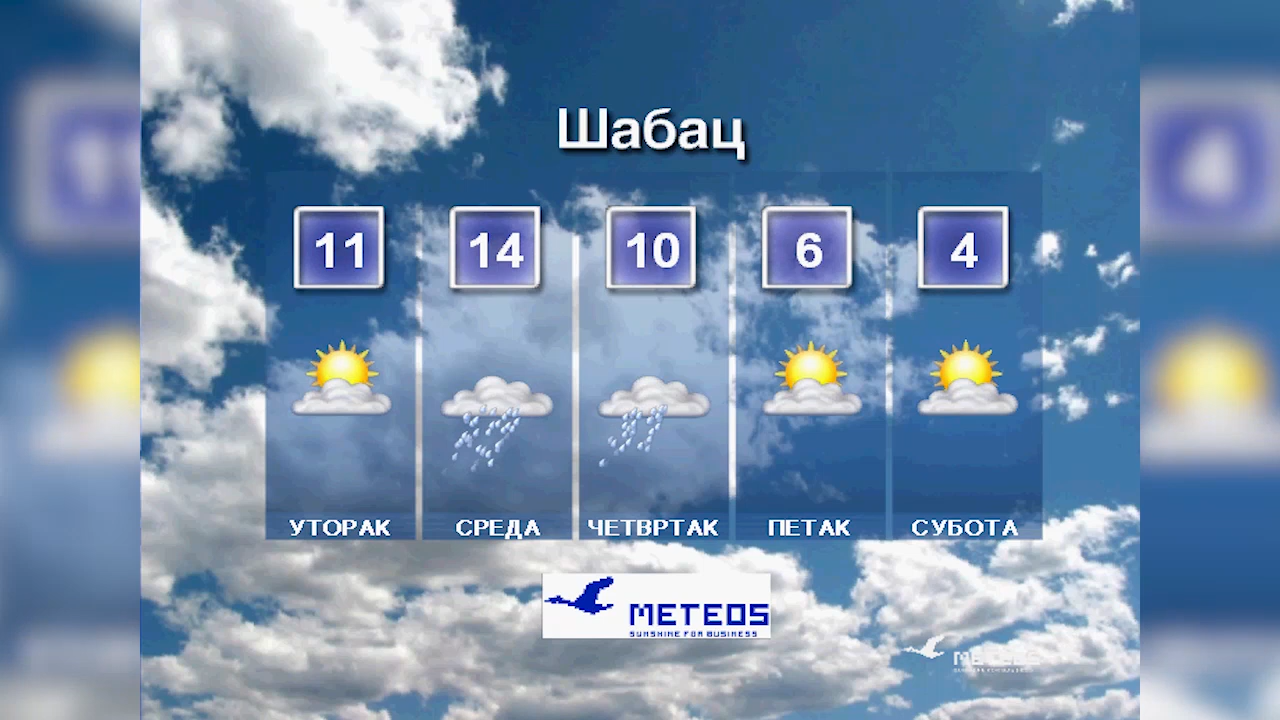 Шабац
11 14 10 6 4
УТОРАК СРЕДА ЧЕТВРТАК ПЕТАК СУБОТА
METEOS
SUNSHINE FOR BUSINESS